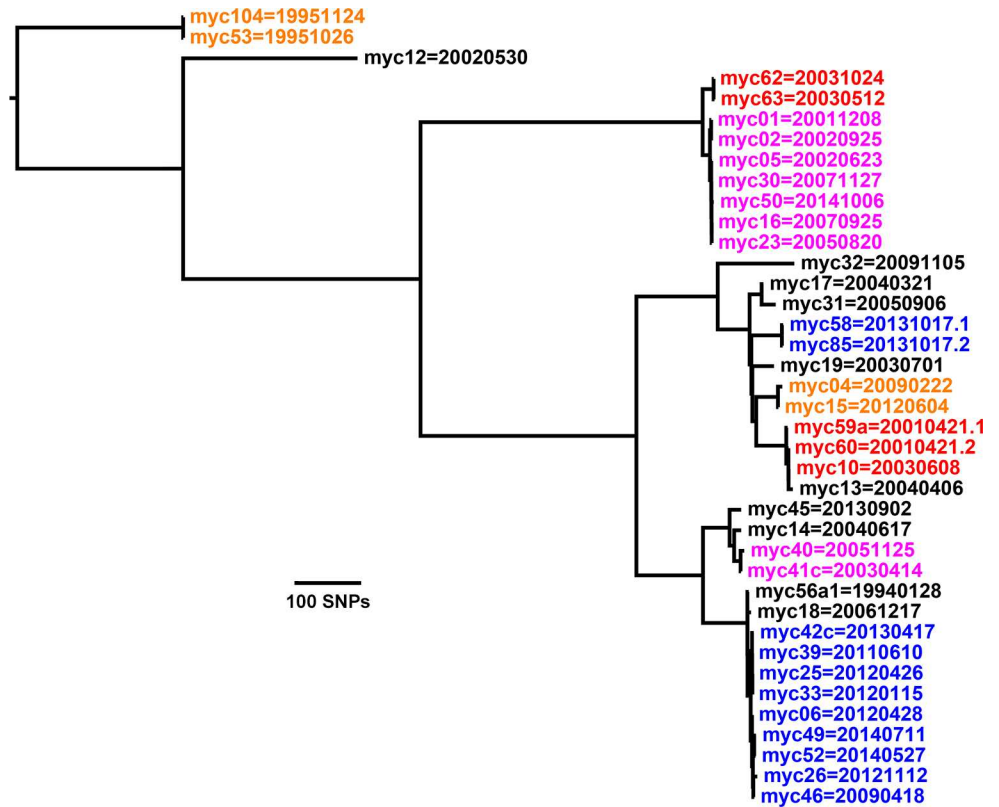 myc104=19951124
myc53=19951026
myc12=20020530
myc62=20031024
myc63=20030512
myc01=20011208
myc02=20020925
myc05=20020623
myc30=20071127
myc50=20141006
myc16=20070925
myc23=20050820
myc32=20091105
myc17=20040321
myc31=20050906
myc58=20131017.1
myc85=20131017.2
myc19=20030701
myc04=20090222
myc15=20120604
myc59a=20010421.1
myc60=20010421.2
myc10=20030608
myc13=20040406
myc45=20130902
myc14=20040617
myc40=20051125
myc41c=20030414
myc56a1=19940128
myc18=20061217
myc42c=20130417
myc39=20110610
myc25=20120426
myc33=20120115
myc06=20120428
myc49=20140711
myc52=20140527
myc26=20121112
myc46=20090418
100 SNPs